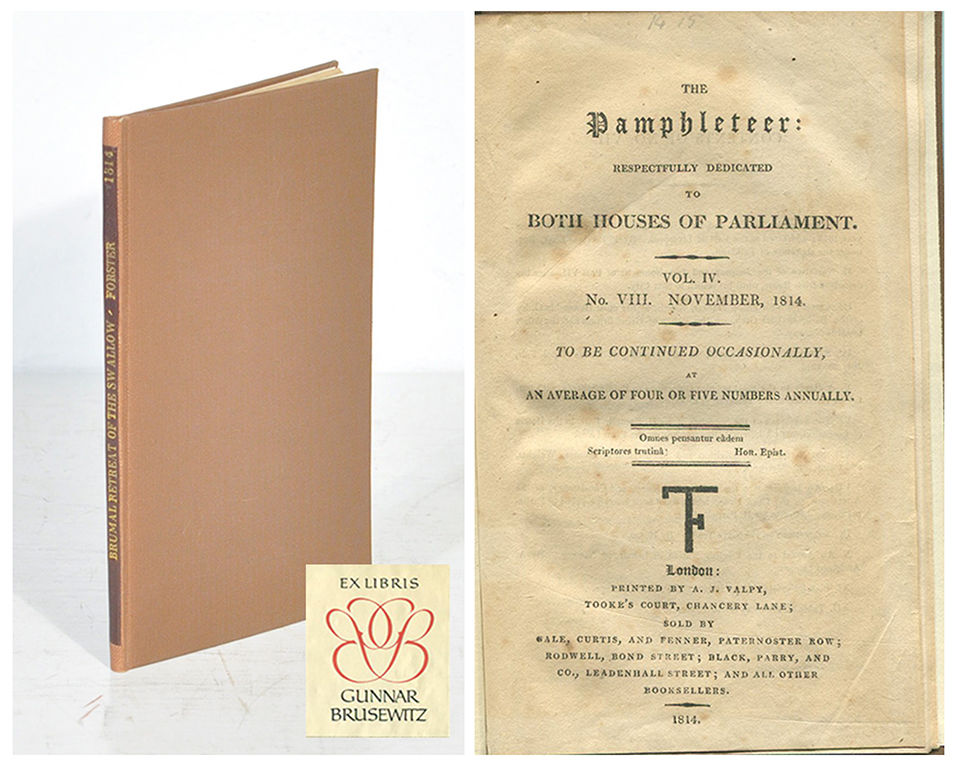 BRUMAL RETREAT OF THE SWALLOW · FORSTER 1814
EX LIBRIS
GUNNAR
BRUSEWITZ
14 15
THE
Pamphleteer:
RESPECTFULLY DEDICATED
TO
BOTH HOUSES OF PARLIAMENT.
VOL. IV.
No. VIII. NOVEMBER, 1814.
TO BE CONTINUED OCCASIONALLY,
AT
AN AVERAGE OF FOUR OR FIVE NUMBERS ANNUALLY.
Omnes pensantur eâdem
Scriptores trutinâ: Hor. Epist.
London:
PRINTED BY A. J. VALPY,
TOOKE'S COURT, CHANCERY LANE;
SOLD BY
GALE, CURTIS, AND FENNER, PATERNOSTER ROW;
RODWELL, BOND STREET; BLACK, PARRY, AND
CO., LEADENHALL STREET; AND ALL OTHER
BOOKSELLERS.
1814.